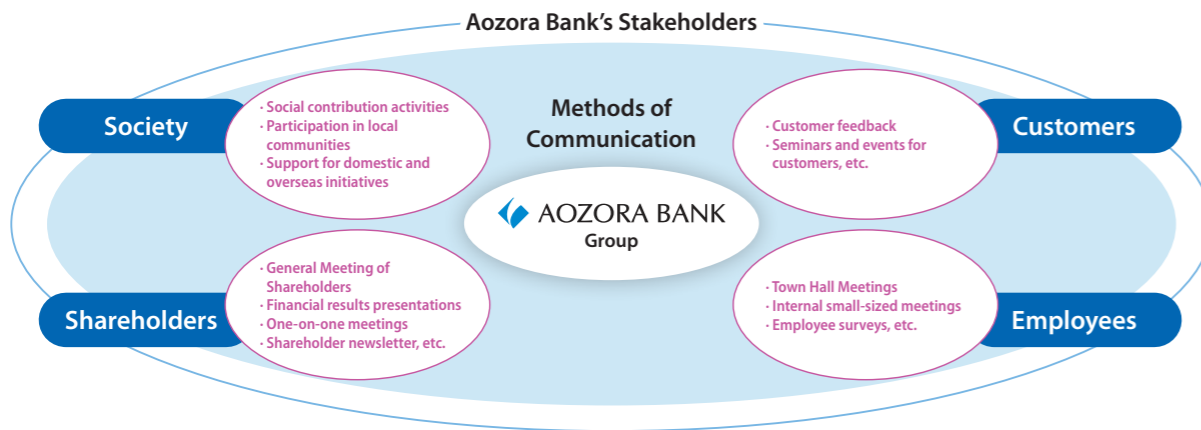 Aozora Bank's Stakeholders
Society
· Social contribution activities
· Participation in local
communities
· Support for domestic and
overseas initiatives
Methods of
Communication
· Customer feedback
· Seminars and events for
customers, etc.
Customers
AOZORA BANK
Group
Shareholders
· General Meeting of
Shareholders
· Financial results presentations
· One-on-one meetings
· Shareholder newsletter, etc.
· Town Hall Meetings
· Internal small-sized meetings
· Employee surveys, etc.
Employees